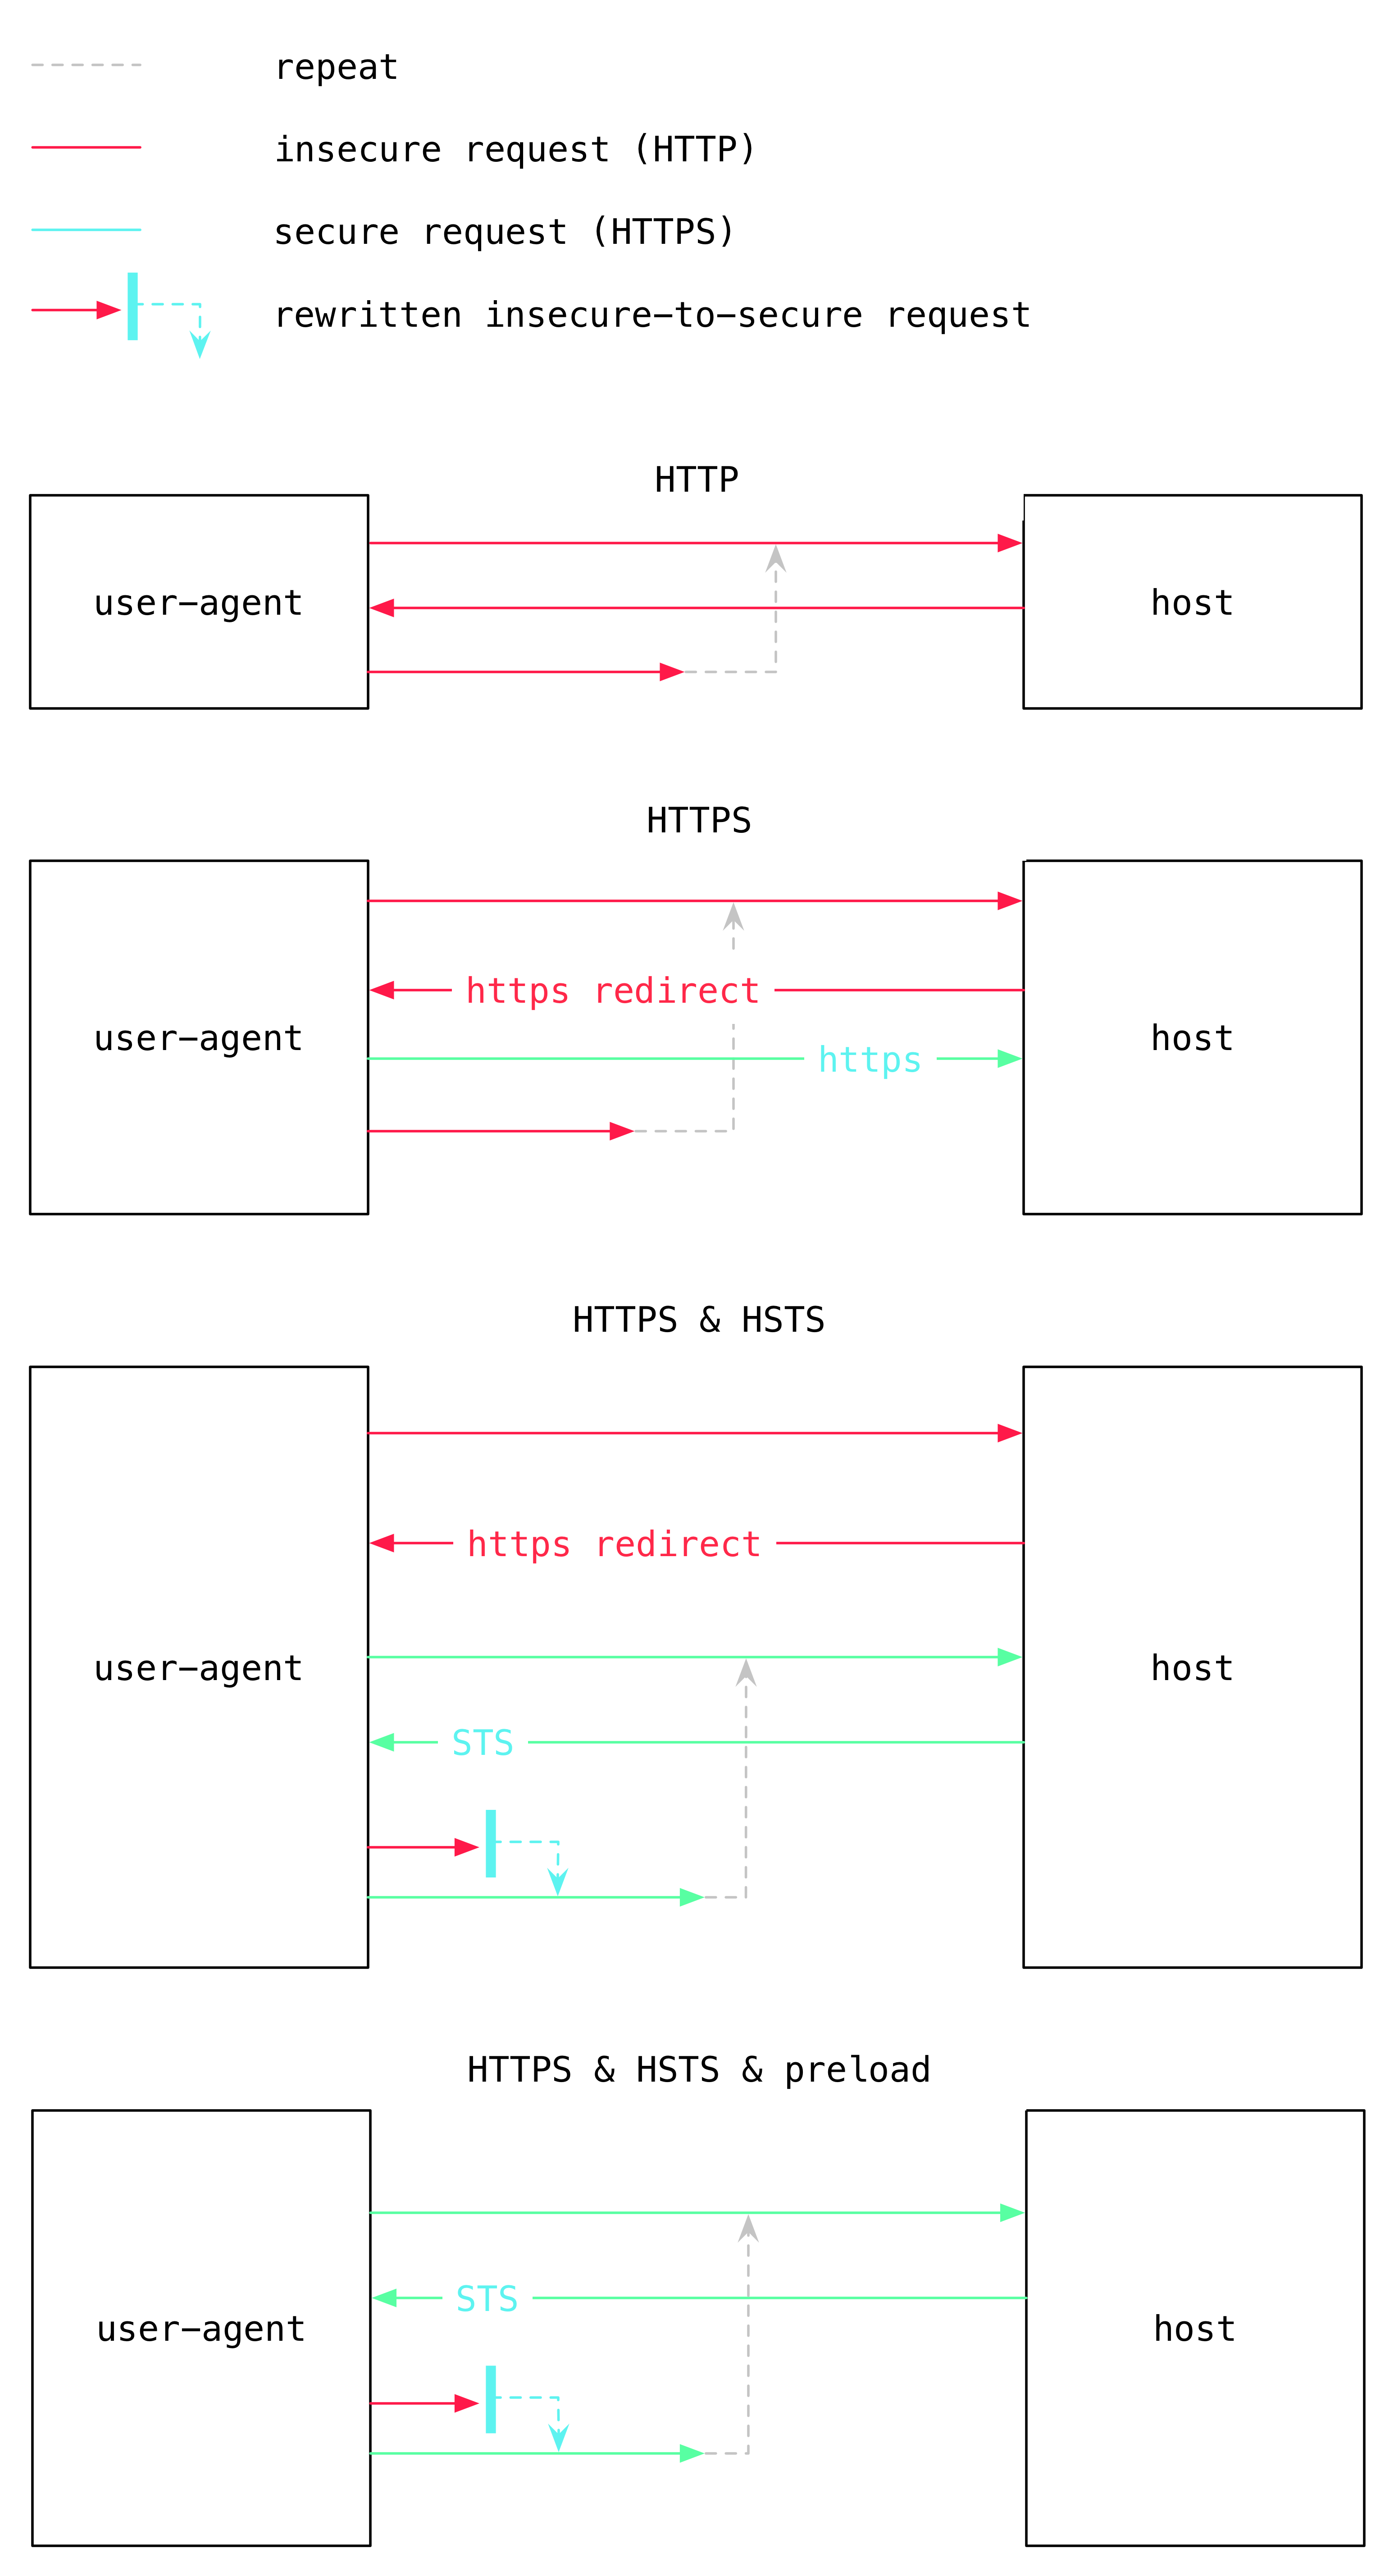 repeat
insecure request (HTTP)
secure request (HTTPS)
rewritten insecure-to-secure request
HTTP
user-agent
host
HTTPS
https redirect
user-agent
host
https
HTTPS & HSTS
https redirect
user-agent
host
STS
HTTPS & HSTS & preload
STS
user-agent
host